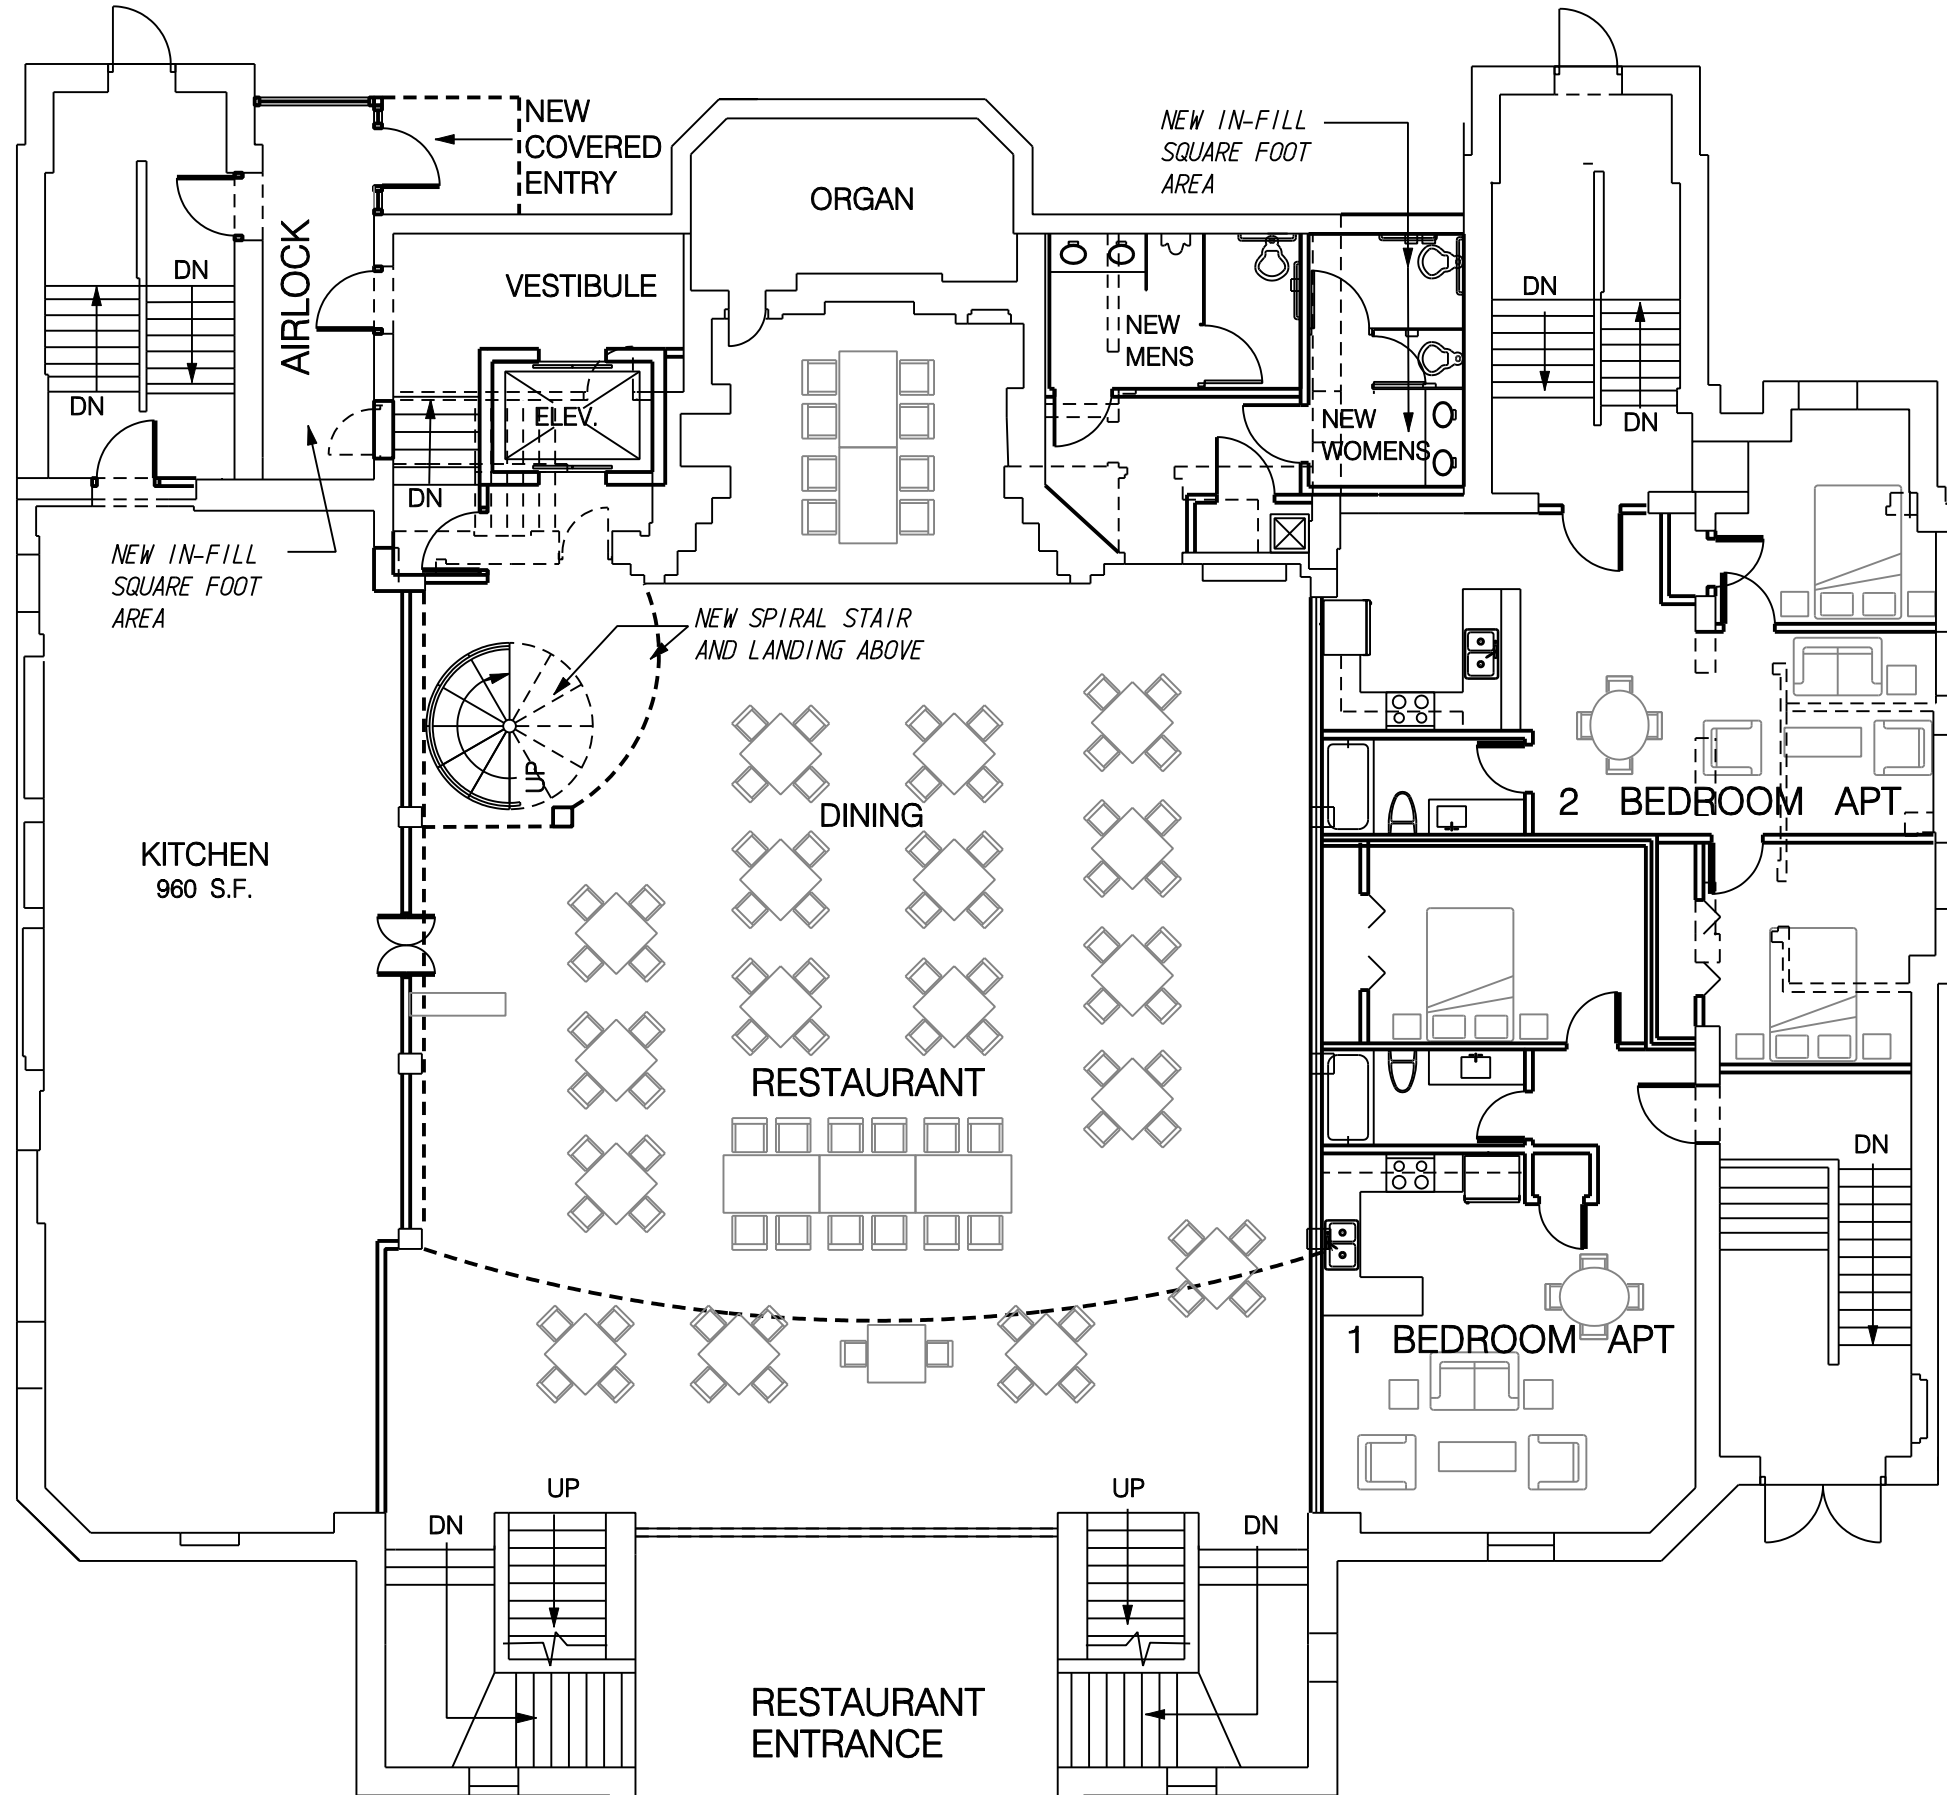 NEW
COVERED
ENTRY
NEW IN-FILL
SQUARE FOOT
AREA
ORGAN
AIRLOCK
DN
DN
VESTIBULE
DN
DN
NEW
MENS
ELEV.
NEW
WOMENS
DN
NEW IN-FILL
SQUARE FOOT
AREA
NEW SPIRAL STAIR
AND LANDING ABOVE
UP
DINING
2 BEDROOM APT
KITCHEN
960 S.F.
RESTAURANT
DN
1 BEDROOM APT
UP
UP
DN
DN
RESTAURANT
ENTRANCE